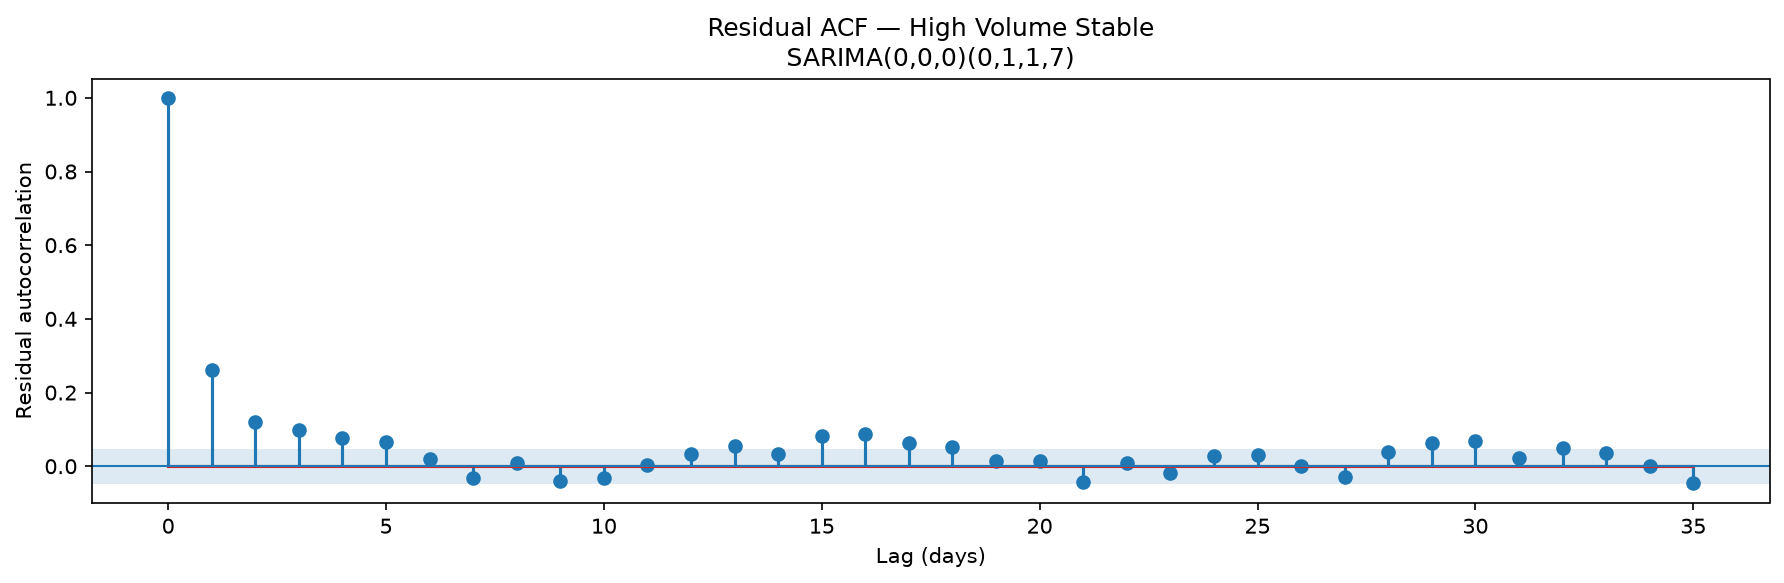 Residual ACF — High Volume Stable
SARIMA(0,0,0)(0,1,1,7)
Residual autocorrelation
1.0
0.8
0.6
0.4
0.2
0.0
0 5 10 15 20 25 30 35
Lag (days)